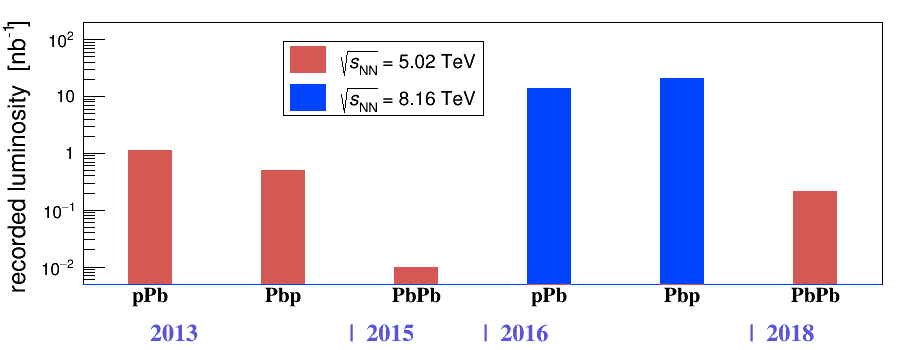 recorded luminosity [nb⁻¹]
10²
10
1
10⁻¹
10⁻²
√sNN = 5.02 TeV
√sNN = 8.16 TeV
pPb Pbp PbPb pPb Pbp PbPb
2013 | 2015 | 2016 | 2018